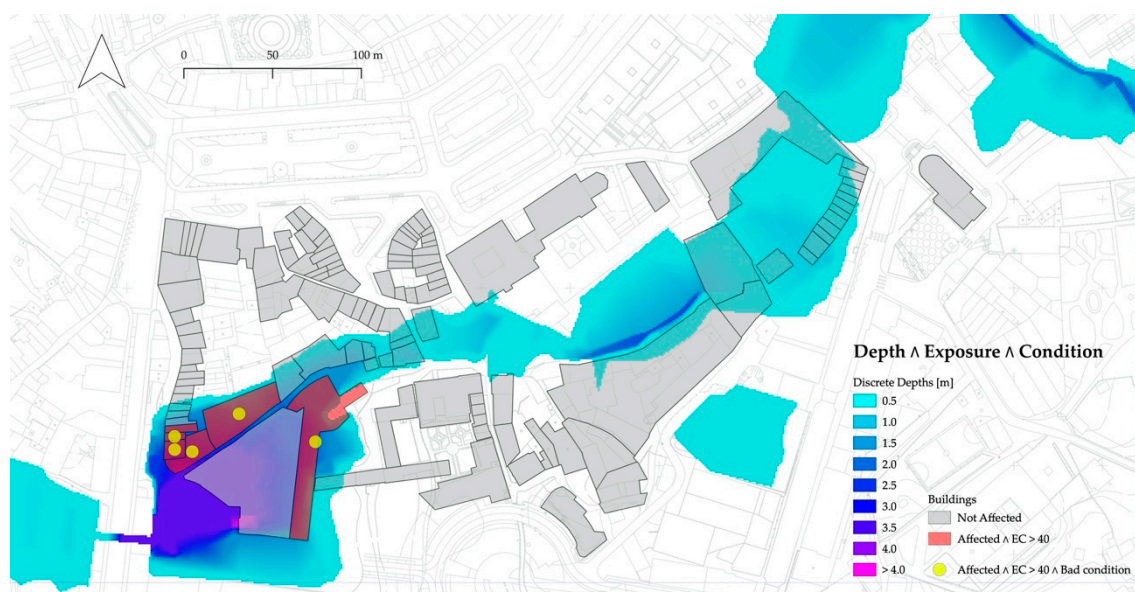 0 50 100 m
Depth ∧ Exposure ∧ Condition
Discrete Depths [m]
0.5
1.0
1.5
2.0
2.5
3.0
3.5
4.0
> 4.0
Buildings
Not Affected
Affected ∧ EC > 40
Affected ∧ EC > 40 ∧ Bad condition